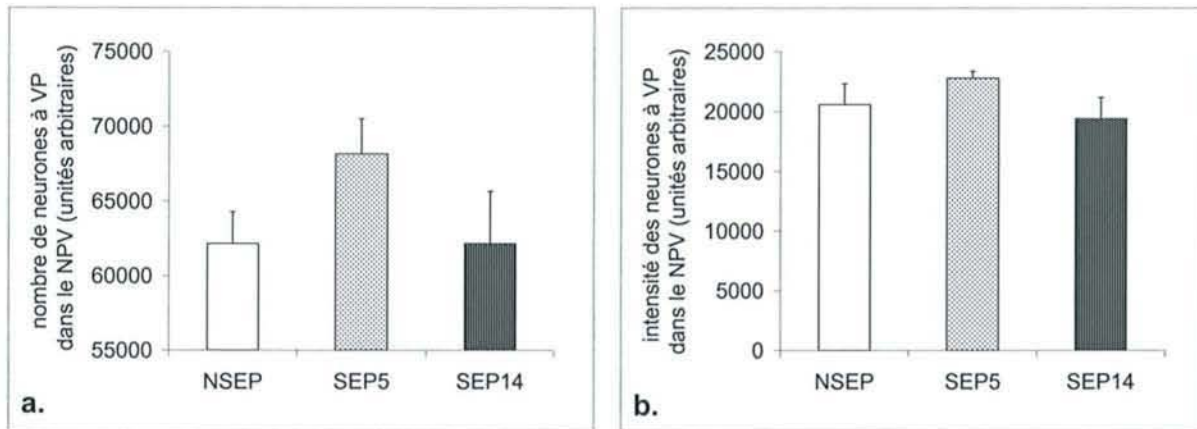 nombre de neurones à VP
dans le NPV (unités arbitraires)
75000
70000
65000
60000
55000
NSEP SEP5 SEP14
a.
intensité des neurones à VP
dans le NPV (unités arbitraires)
25000
20000
15000
10000
5000
0
NSEP SEP5 SEP14
b.